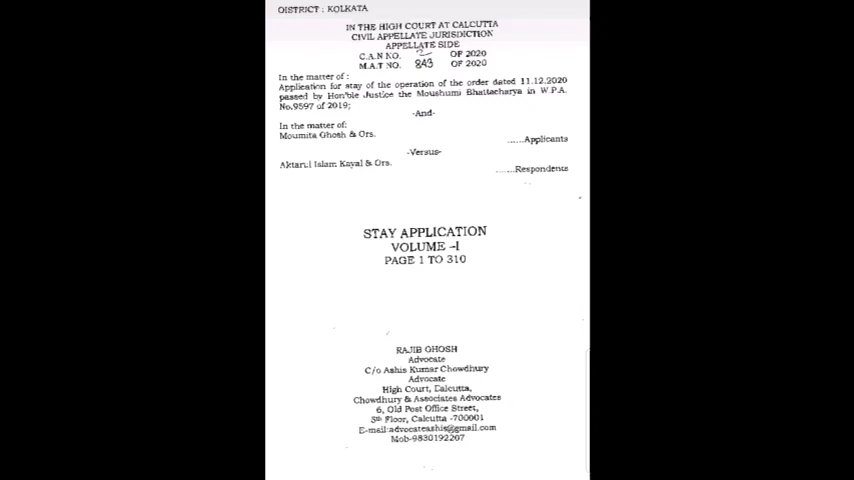 DISTRICT : KOLKATA
IN THE HIGH COURT AT CALCUTTA
CIVIL APPELLATE JURISDICTION
APPELLATE SIDE
C.A.N NO. 2 OF 2020
M.A.T NO. 843 OF 2020
In the matter of :
Application for stay of the operation of the order dated 11.12.2020
passed by Hon'ble Justice the Moushumi Bhattacharya in W.P.A.
No.9597 of 2019;
-And-
In the matter of:
Moumita Ghosh & Ors.
......Applicants
-Versus-
Aktarul Islam Kayal & Ors.
.......Respondents
STAY APPLICATION
VOLUME -I
PAGE 1 TO 310
RAJIB GHOSH
Advocate
C/o Ashis Kumar Chowdhury
Advocate
High Court, Calcutta,
Chowdhury & Associates Advocates
6, Old Post Office Street,
5th Floor, Calcutta -700001
E-mail:advocateashis@gmail.com
Mob-9830192207